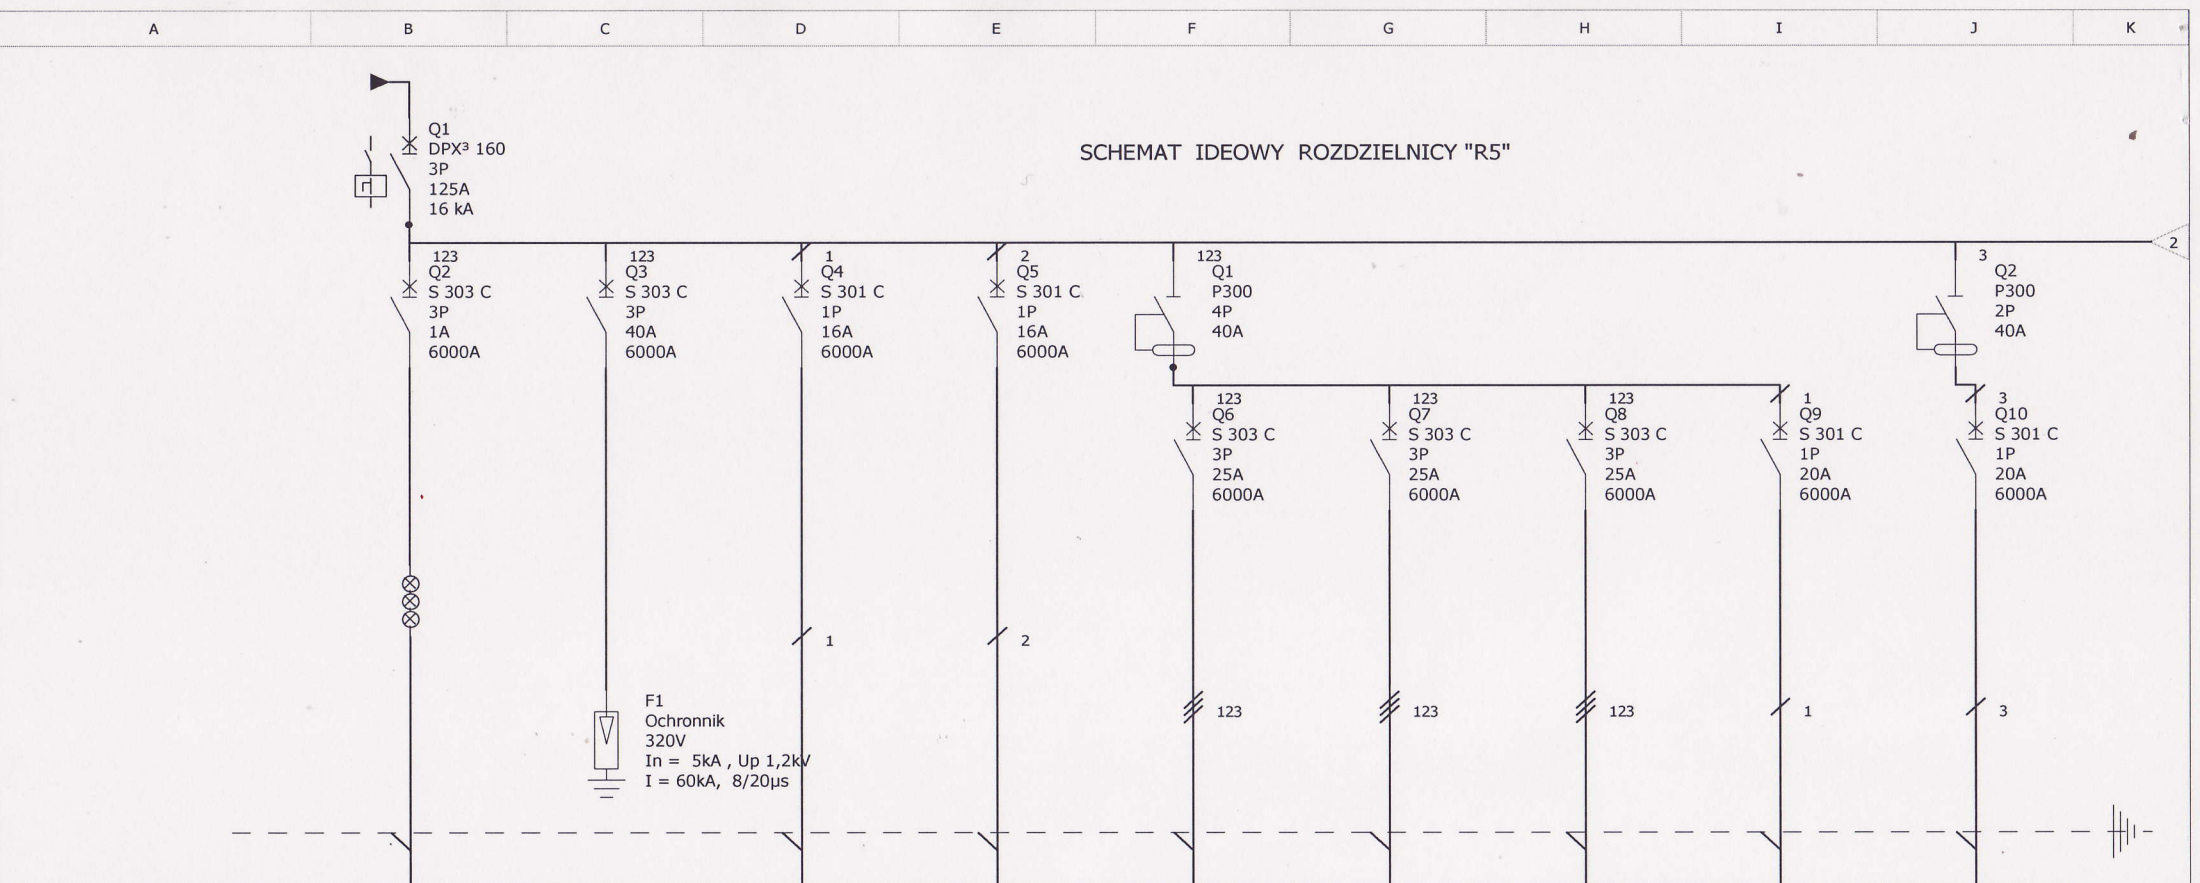 A B C D E F G H I J K
SCHEMAT IDEOWY ROZDZIELNICY "R5"
Q1
DPX³ 160
3P
125A
16 kA
2
123
Q2
S 303 C
3P
1A
6000A
123
Q3
S 303 C
3P
40A
6000A
1
Q4
S 301 C
1P
16A
6000A
2
Q5
S 301 C
1P
16A
6000A
123
Q1
P300
4P
40A
3
Q2
P300
2P
40A
123
Q6
S 303 C
3P
25A
6000A
123
Q7
S 303 C
3P
25A
6000A
123
Q8
S 303 C
3P
25A
6000A
1
Q9
S 301 C
1P
20A
6000A
3
Q10
S 301 C
1P
20A
6000A
1
2
123
123
123
1
3
F1
Ochronnik
320V
In = 5kA , Up 1,2kV
I = 60kA, 8/20µs